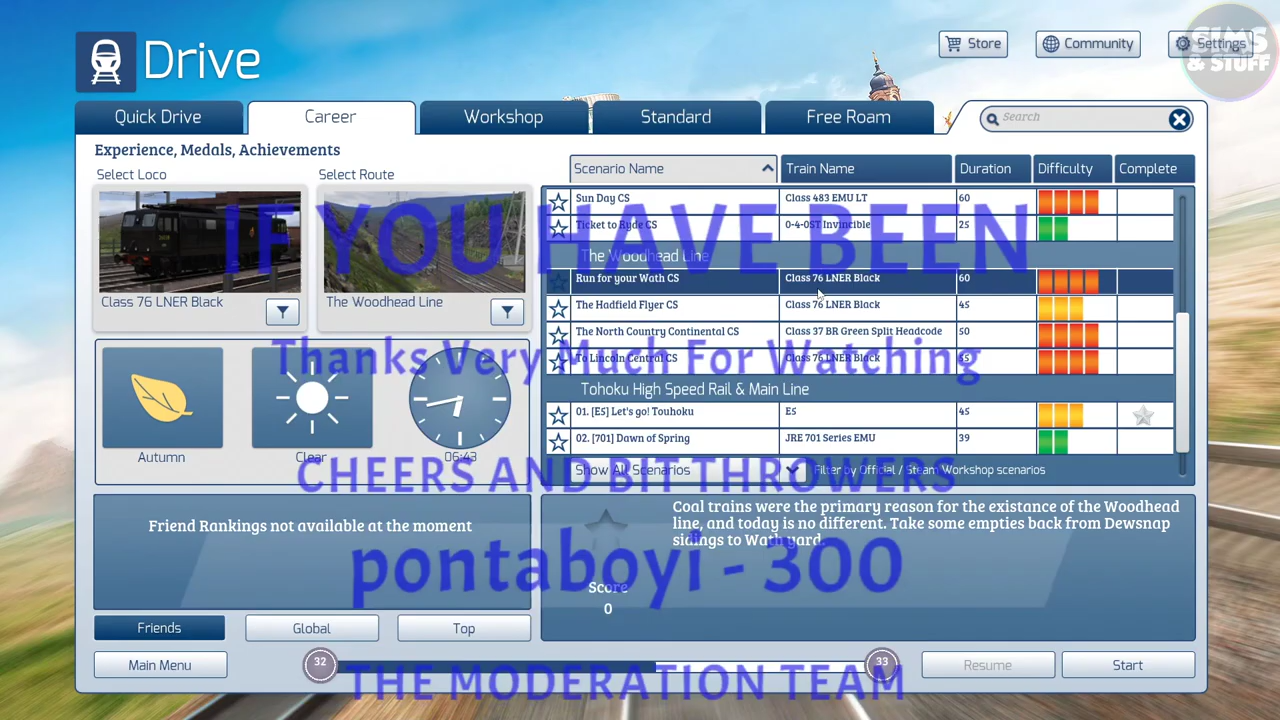 Drive
Store
Community
Settings
SIMS
& STUFF
Quick Drive
Career
Workshop
Standard
Free Roam
Search
Experience, Medals, Achievements
Select Loco
Select Route
Class 76 LNER Black
The Woodhead Line
Autumn
Clear
06:43
Scenario Name
Train Name
Duration
Difficulty
Complete
Sun Day CS
Class 483 EMU LT
60
Ticket to Ryde CS
0-4-0ST Invincible
25
The Woodhead Line
Run for your Wath CS
Class 76 LNER Black
60
The Hadfield Flyer CS
Class 76 LNER Black
45
The North Country Continental CS
Class 37 BR Green Split Headcode
50
To Lincoln Central CS
Class 76 LNER Black
Tohoku High Speed Rail & Main Line
01. [E5] Let's go! Touhoku
E5
45
02. [701] Dawn of Spring
JRE 701 Series EMU
39
Show All Scenarios
Filter by Official / Steam Workshop scenarios
IF YOU HAVE BEEN
Thanks Very Much For Watching
CHEERS AND BIT THROWERS
pontaboyi - 300
THE MODERATION TEAM
Friend Rankings not available at the moment
Coal trains were the primary reason for the existance of the Woodhead
line, and today is no different. Take some empties back from Dewsnap
sidings to Wath yard.
Score
0
Friends
Global
Top
Main Menu
32
33
Resume
Start